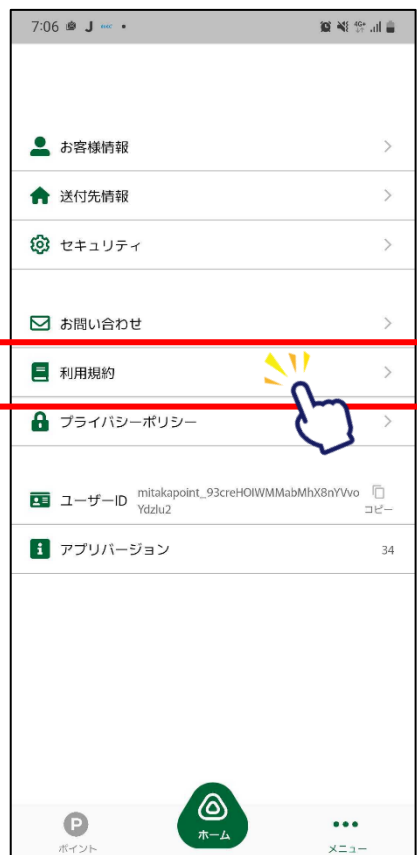 7:06
4G+
お客様情報
送付先情報
セキュリティ
お問い合わせ
利用規約
プライバシーポリシー
ユーザーID mitakapoint_93creHOlWMMabMhX8nYVvo
Ydzlu2
コピー
アプリバージョン 34
ポイント
ホーム
メニュー